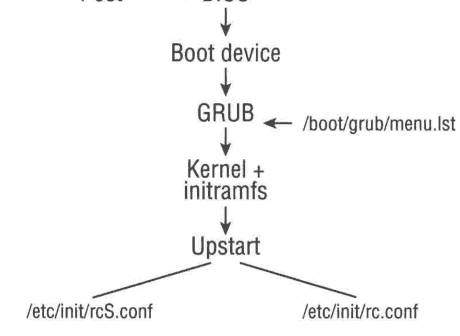 Boot device
GRUB
/boot/grub/menu.lst
Kernel +
initramfs
Upstart
/etc/init/rcS.conf
/etc/init/rc.conf